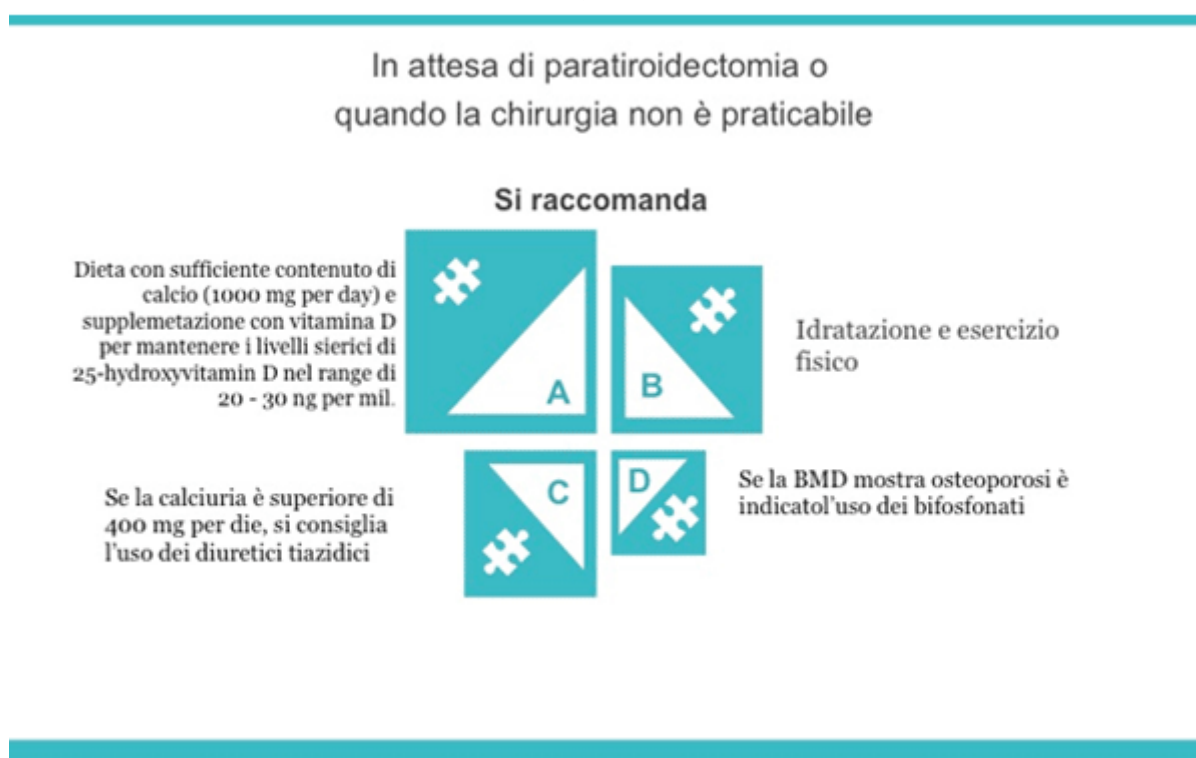 In attesa di paratiroidectomia o
quando la chirurgia non è praticabile
Si raccomanda
Dieta con sufficiente contenuto di
calcio (1000 mg per day) e
supplemetazione con vitamina D
per mantenere i livelli sierici di
25-hydroxyvitamin D nel range di
20 - 30 ng per mil.
A
B
Idratazione e esercizio
fisico
Se la calciuria è superiore di
400 mg per die, si consiglia
l'uso dei diuretici tiazidici
C
D
Se la BMD mostra osteoporosi è
indicatol'uso dei bifosfonati